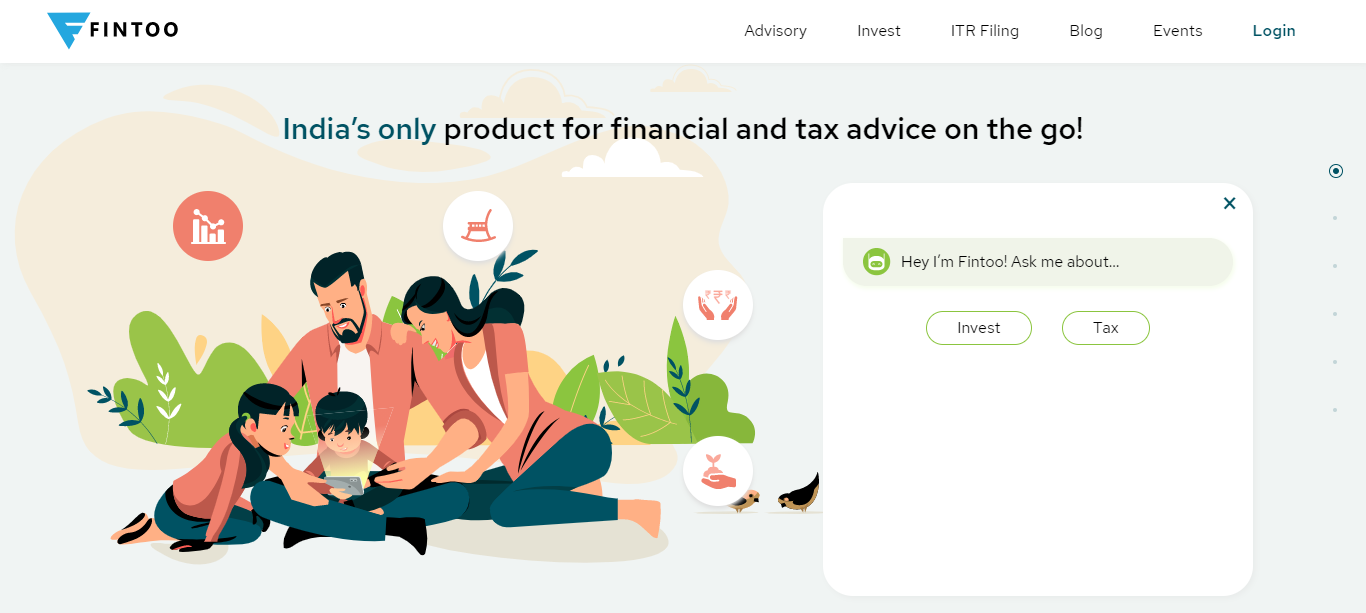 FINTOO
Advisory
Invest
ITR Filing
Blog
Events
Login
India's only product for financial and tax advice on the go!
Hey I'm Fintoo! Ask me about...
Invest
Tax